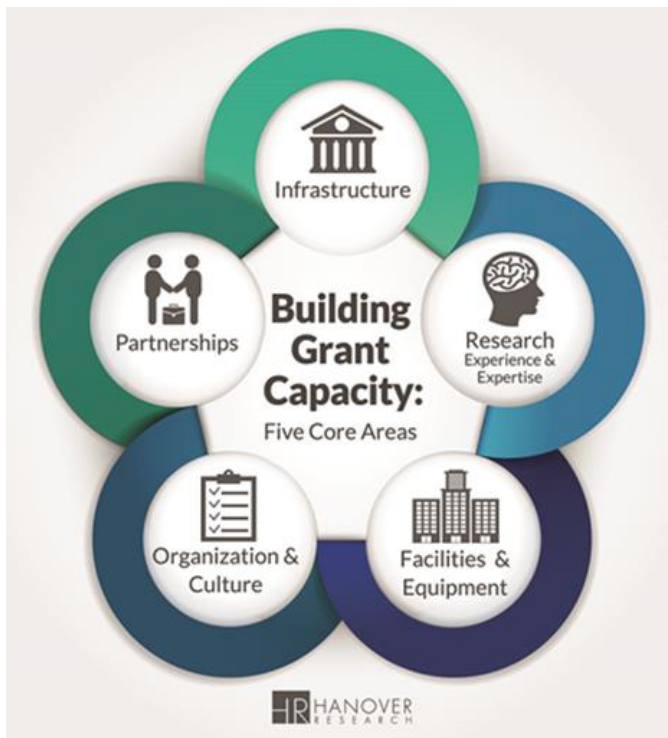 Infrastructure
Research
Experience &
Expertise
Facilities &
Equipment
Organization &
Culture
Partnerships
Building
Grant
Capacity:
Five Core Areas
HR HANOVER
RESEARCH